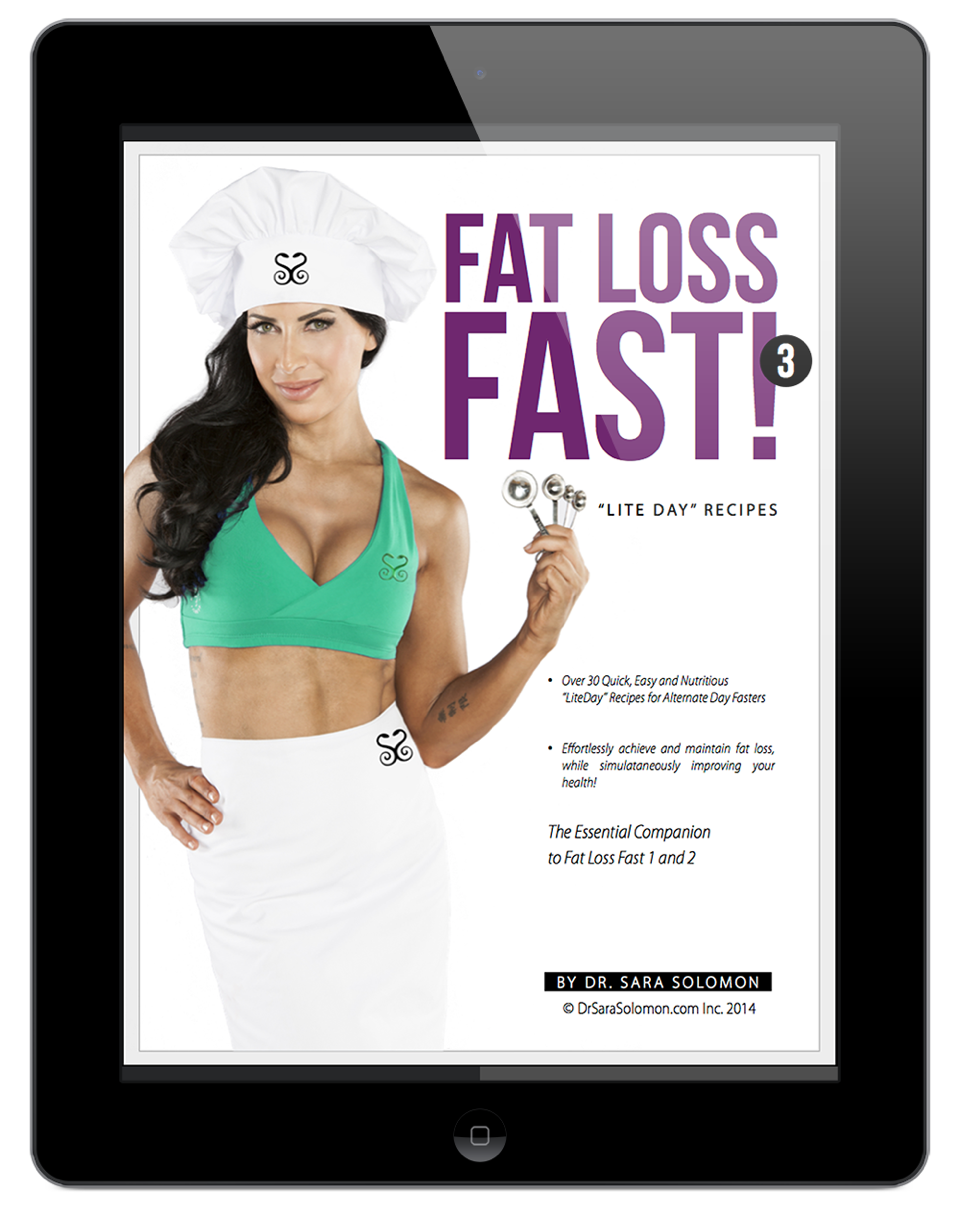 FAT LOSS
FAST!
3
“LITE DAY” RECIPES
• Over 30 Quick, Easy and Nutritious
“LiteDay” Recipes for Alternate Day Fasters
• Effortlessly achieve and maintain fat loss,
while simulataneously improving your
health!
The Essential Companion
to Fat Loss Fast 1 and 2
BY DR. SARA SOLOMON
© DrSaraSolomon.com Inc. 2014